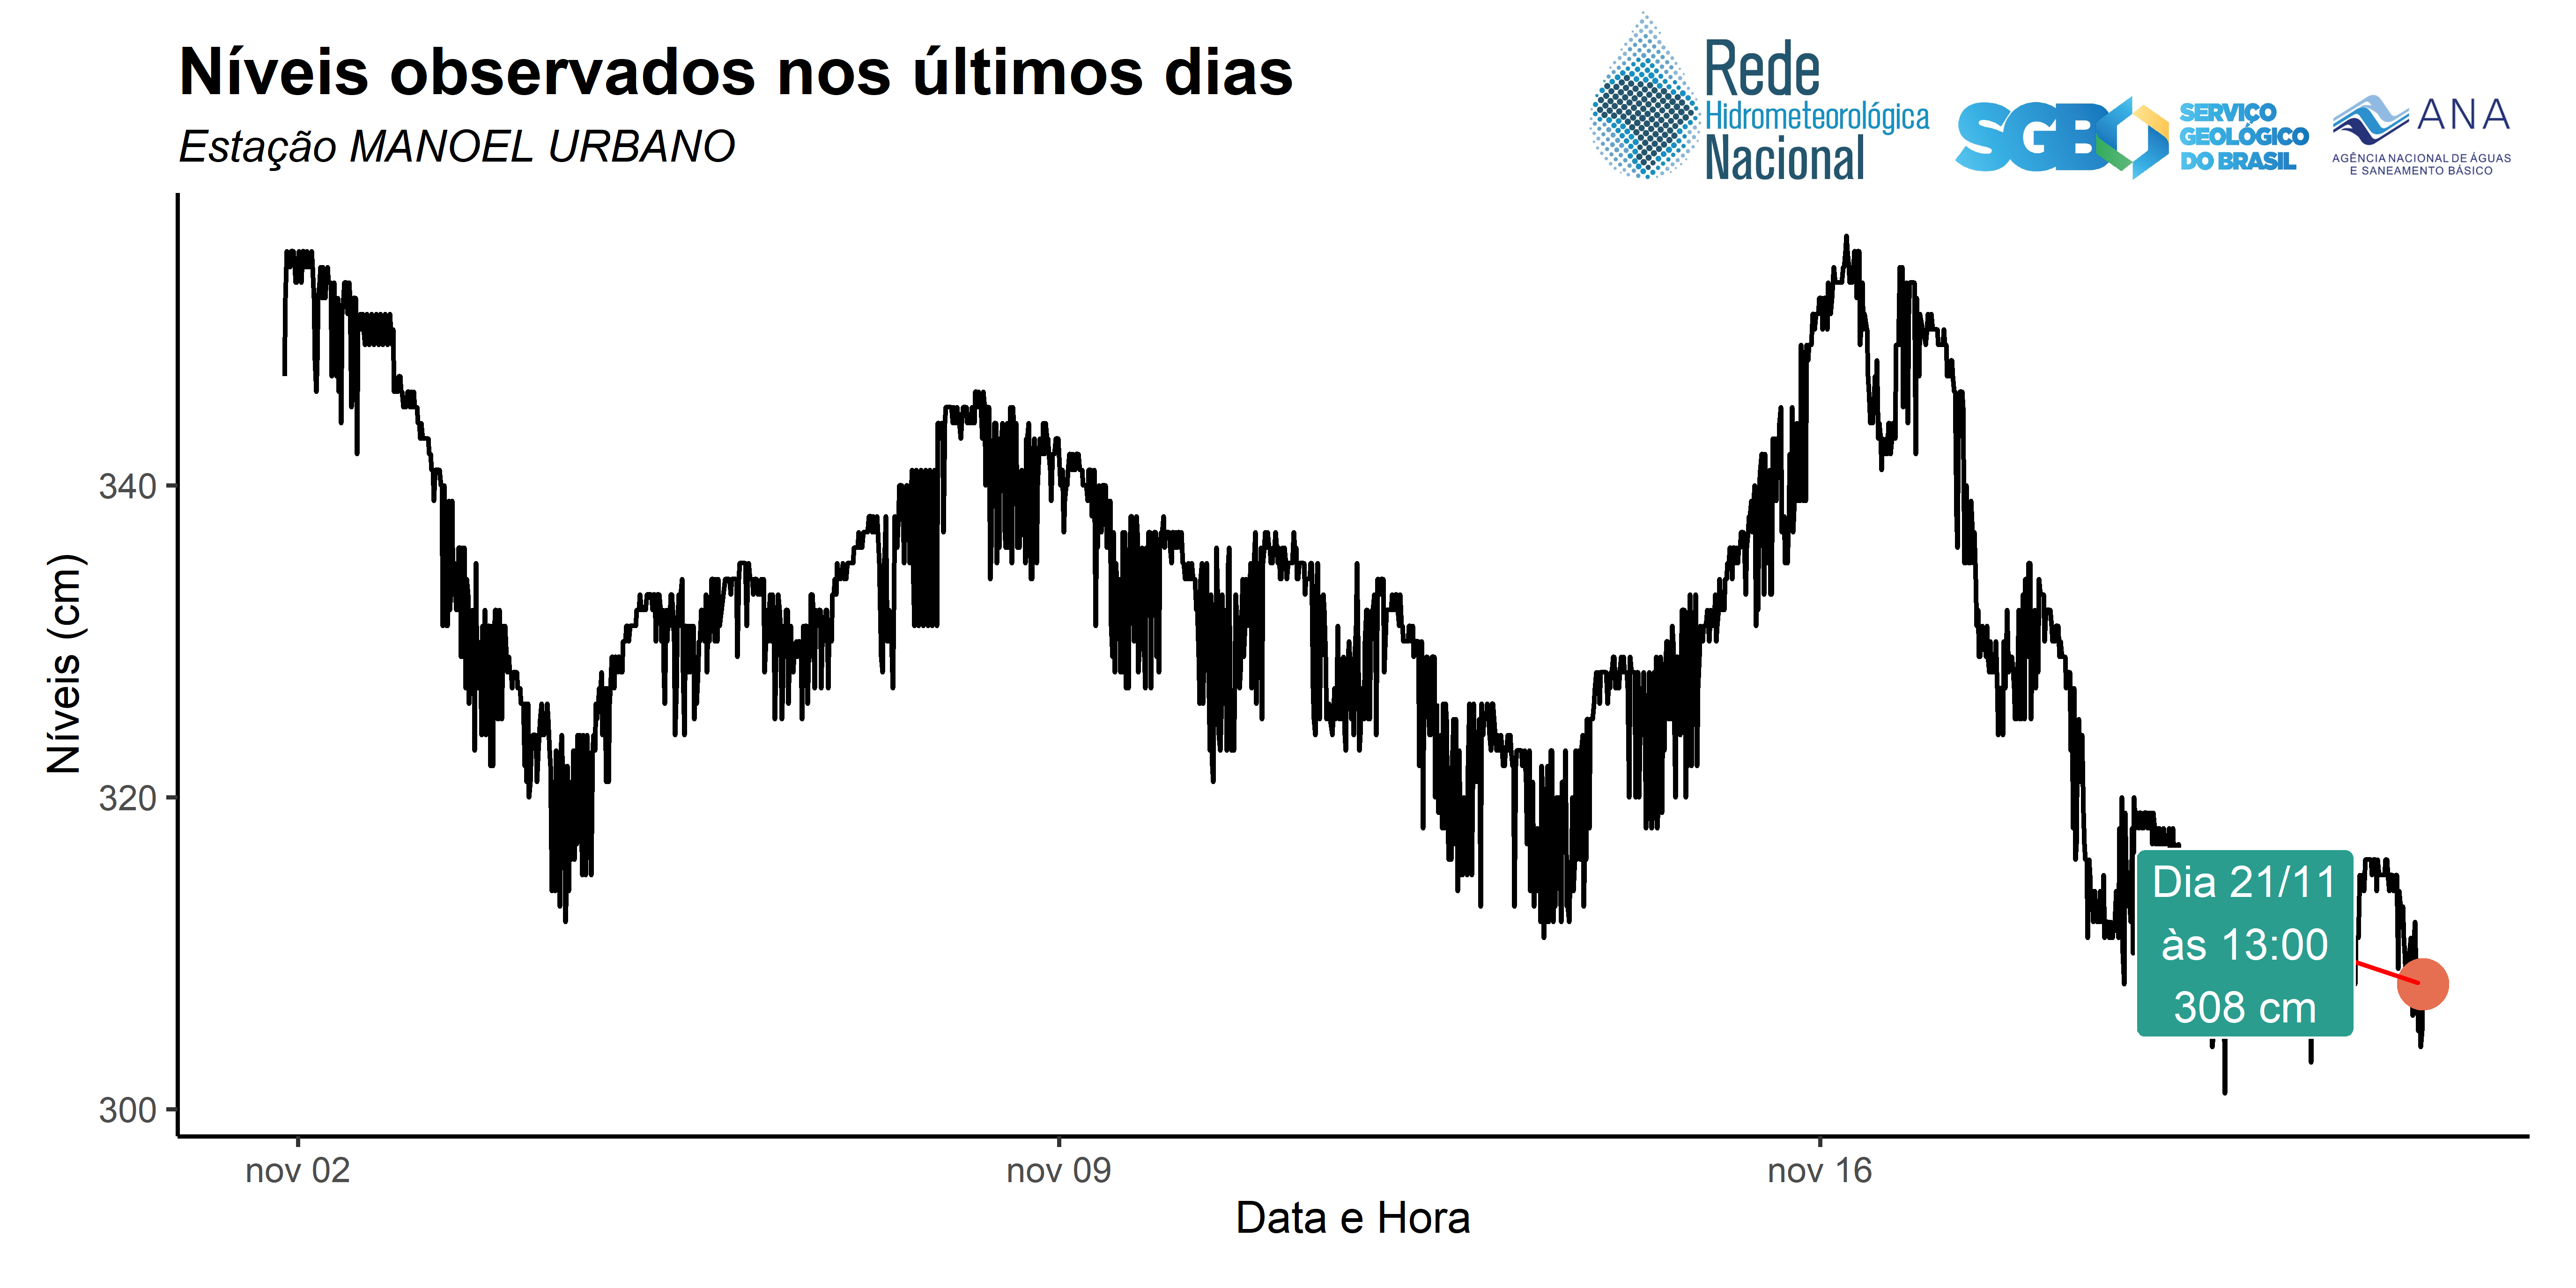 Níveis observados nos últimos dias
Estação MANOEL URBANO
Rede
Hidrometeorológica
Nacional
SGB
SERVIÇO
GEOLÓGICO
DO BRASIL
ANA
AGÊNCIA NACIONAL DE ÁGUAS
E SANEAMENTO BÁSICO
Níveis (cm)
340
320
300
Dia 21/11
às 13:00
308 cm
nov 02
nov 09
nov 16
Data e Hora